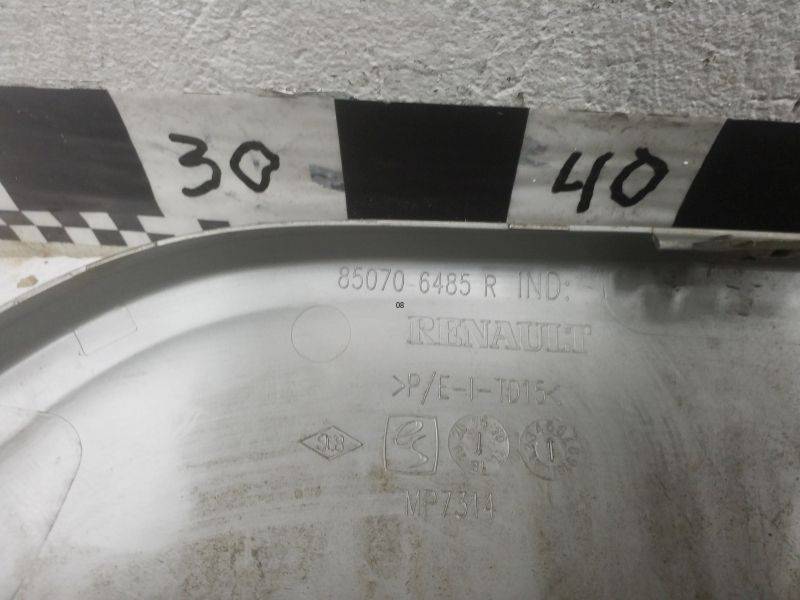 30 40
85070 6485 R IND:
08
RENAULT
>P/E-I-TD15<
MP7314